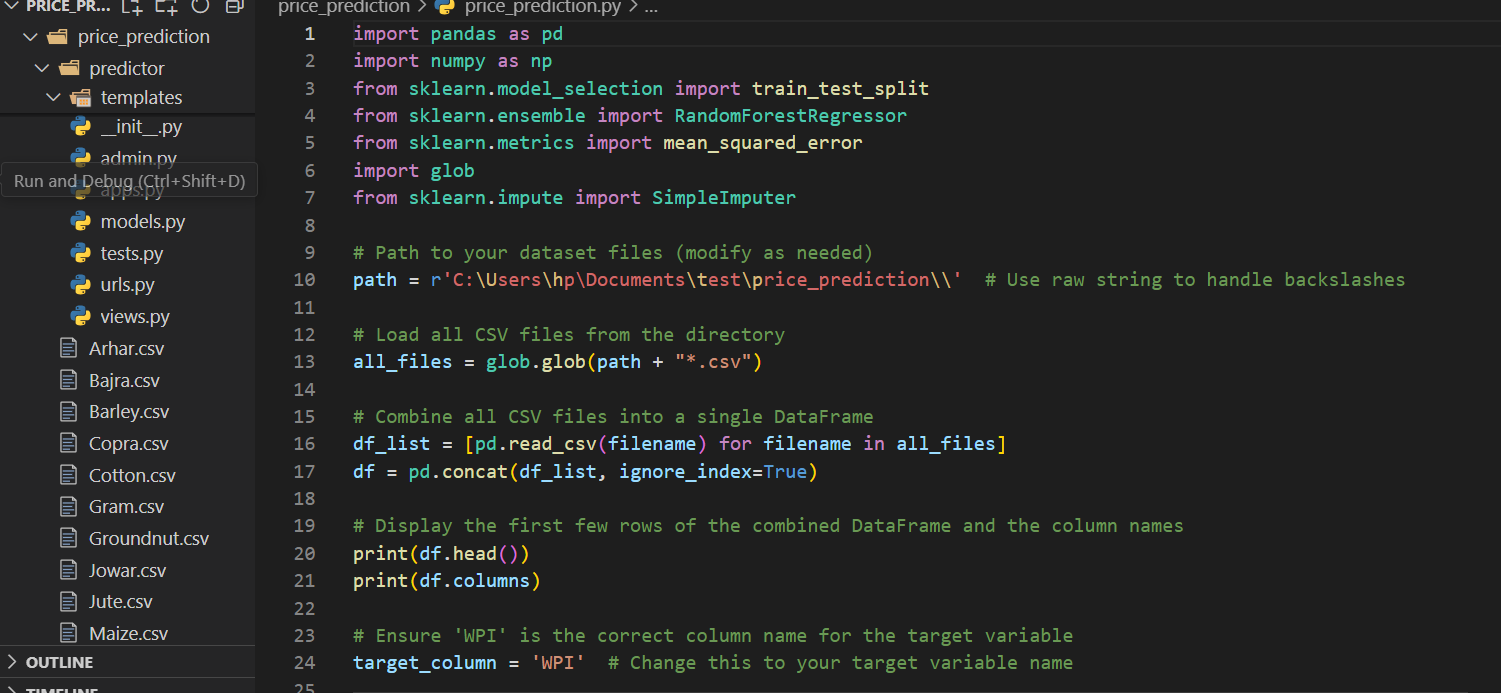 PRICE_PR...
price_prediction
predictor
templates
__init__.py
admin.py
Run and Debug (Ctrl+Shift+D)
apps.py
models.py
tests.py
urls.py
views.py
Arhar.csv
Bajra.csv
Barley.csv
Copra.csv
Cotton.csv
Gram.csv
Groundnut.csv
Jowar.csv
Jute.csv
Maize.csv
OUTLINE
TIMELINE
price_prediction > price_prediction.py > ...
1 import pandas as pd
2 import numpy as np
3 from sklearn.model_selection import train_test_split
4 from sklearn.ensemble import RandomForestRegressor
5 from sklearn.metrics import mean_squared_error
6 import glob
7 from sklearn.impute import SimpleImputer
8
9 # Path to your dataset files (modify as needed)
10 path = r'C:\Users\hp\Documents\test\price_prediction\\'  # Use raw string to handle backslashes
11
12 # Load all CSV files from the directory
13 all_files = glob.glob(path + "*.csv")
14
15 # Combine all CSV files into a single DataFrame
16 df_list = [pd.read_csv(filename) for filename in all_files]
17 df = pd.concat(df_list, ignore_index=True)
18
19 # Display the first few rows of the combined DataFrame and the column names
20 print(df.head())
21 print(df.columns)
22
23 # Ensure 'WPI' is the correct column name for the target variable
24 target_column = 'WPI'  # Change this to your target variable name
25